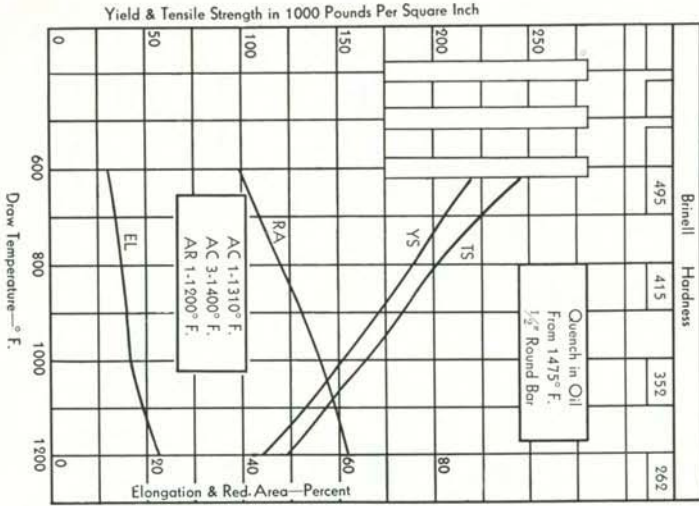 Yield & Tensile Strength in 1000 Pounds Per Square Inch
0
50
100
150
200
250
Brinell Hardness
495
415
352
262
600
800
1000
1200
Draw Temperature—° F.
EL
RA
YS
TS
AC 1-1310° F.
AC 3-1400° F.
AR 1-1200° F.
Quench in Oil
From 1475° F.
½" Round Bar
0
20
40
60
80
Elongation & Red. Area—Percent